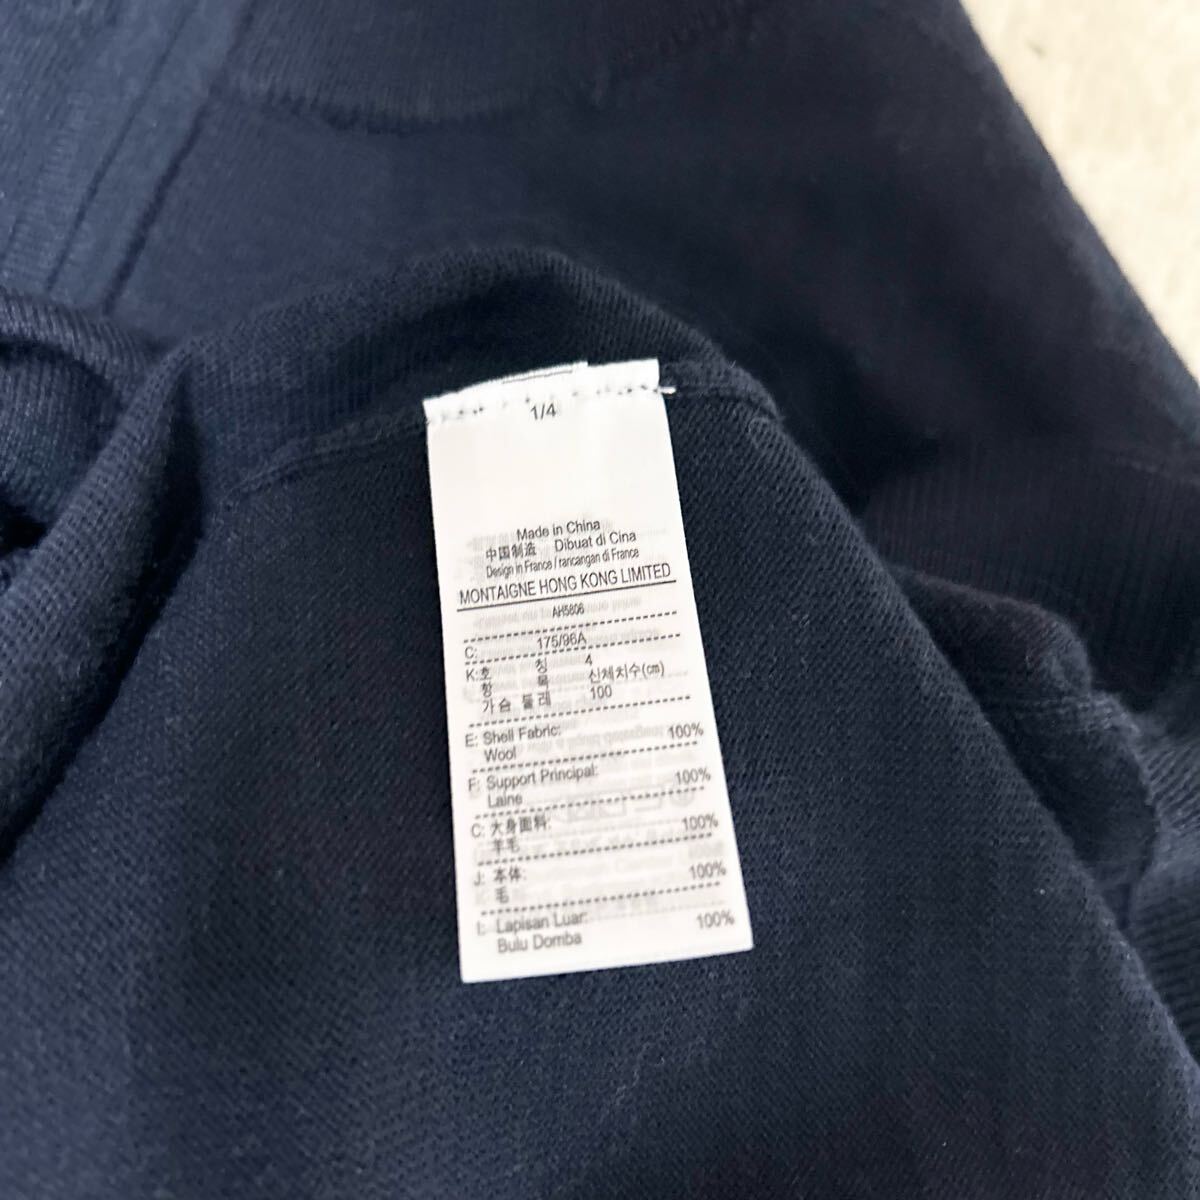 1/4
Made in China
中国制造 Dibuat di Cina
Design in France / rancangan di France
MONTAIGNE HONG KONG LIMITED
AH5806
C: 175/96A
K:호 칭 4
항 목 신체치수(cm)
가슴 둘레 100
E: Shell Fabric: 100%
Wool
F: Support Principal: 100%
Laine
C: 大身面料: 100%
羊毛
J: 本体: 100%
毛
I: Lapisan Luar: 100%
Bulu Domba